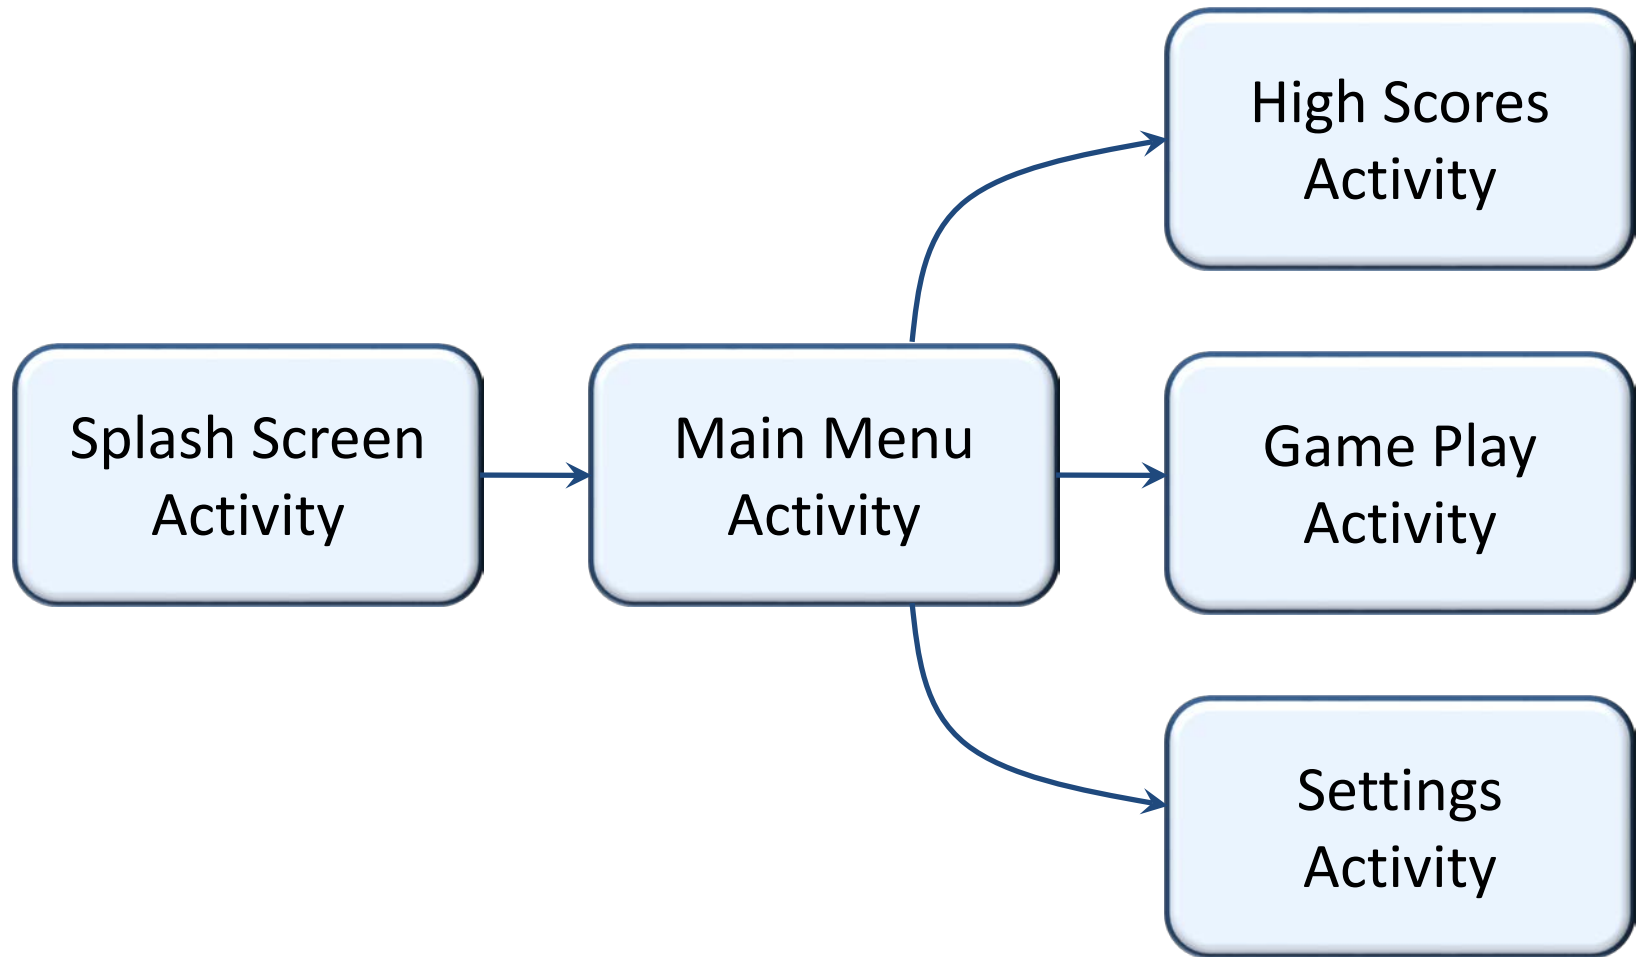 High Scores
Activity
Splash Screen
Activity
Main Menu
Activity
Game Play
Activity
Settings
Activity